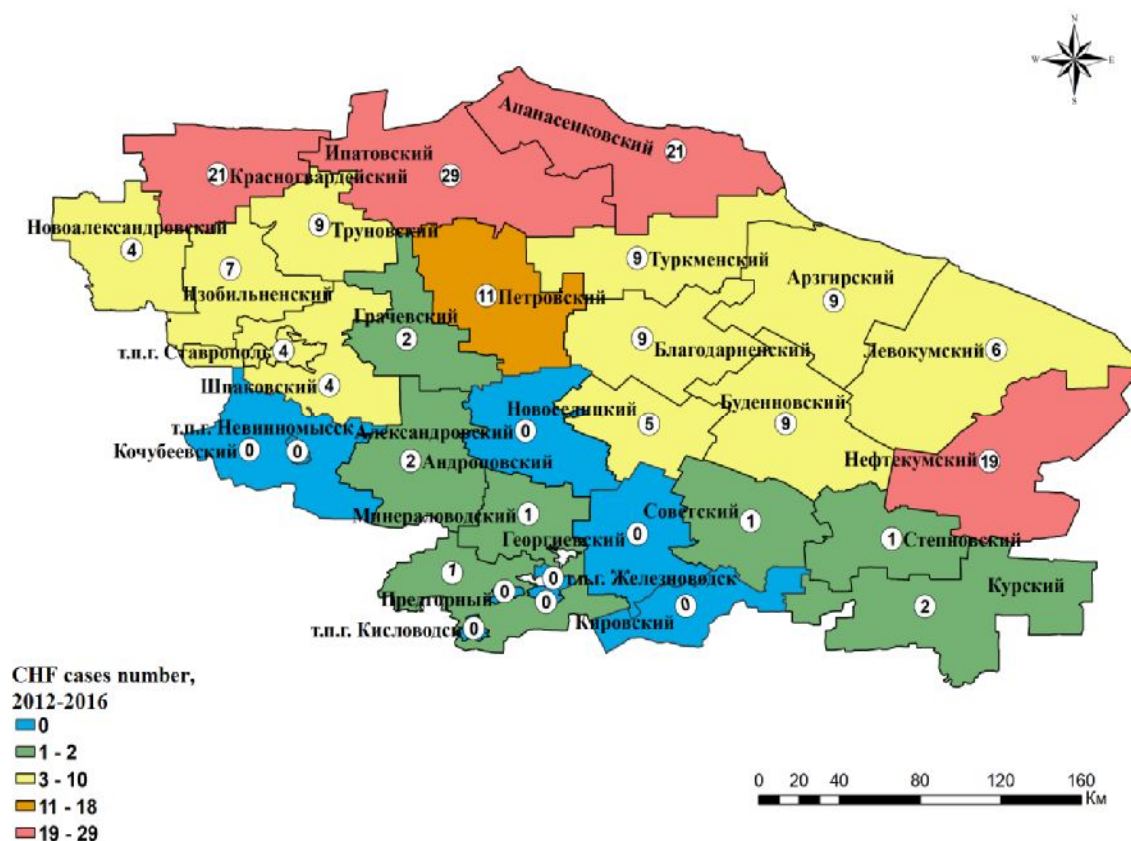 N
W E
S
Апанасенковский
21
Ипатовский
21 Красногвардейский 29
Новоалександровский
4
9 Труновский
7
Изобильненский
9 Туркменский
Арзгирский
9
11 Петровский
Грачевский
2
9
Благодарненский
Левокумский 6
т.п.г. Ставрополь 4
Шпаковский 4
Новоселицкий
5
Буденновский
9
т.п.г. Невинномысск
Кочубеевский 0 0
Александровский 0
2 Андроповский
Нефтекумский 19
Минераловодский 1
Георгиевский 0
Советский 1
1 Степновский
1
0 т.п.г. Железноводск
Предгорный 0
0
Кировский 0
Курский
2
т.п.г. Кисловодск 0
CHF cases number,
2012-2016
0
1 - 2
3 - 10
11 - 18
19 - 29
0 20 40 80 120 160
Км